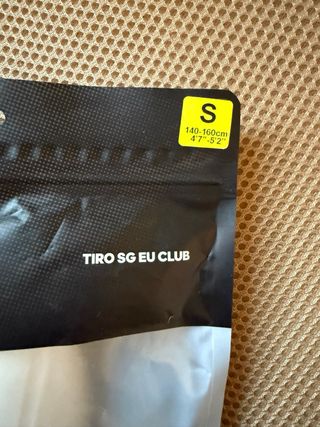 S
140-160cm
4'7"-5'2"
TIRO SG EU CLUB